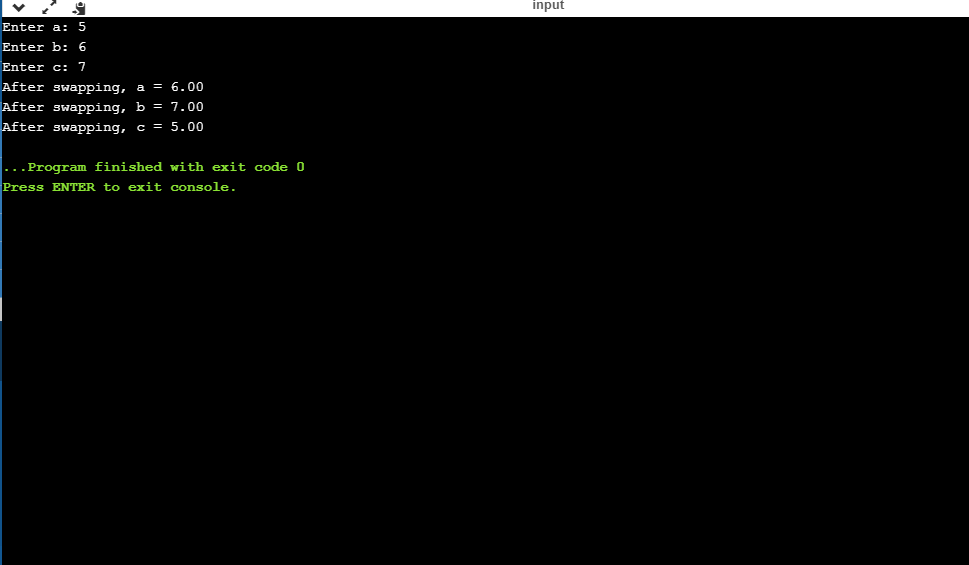 input
Enter a: 5
Enter b: 6
Enter c: 7
After swapping, a = 6.00
After swapping, b = 7.00
After swapping, c = 5.00
...Program finished with exit code 0
Press ENTER to exit console.